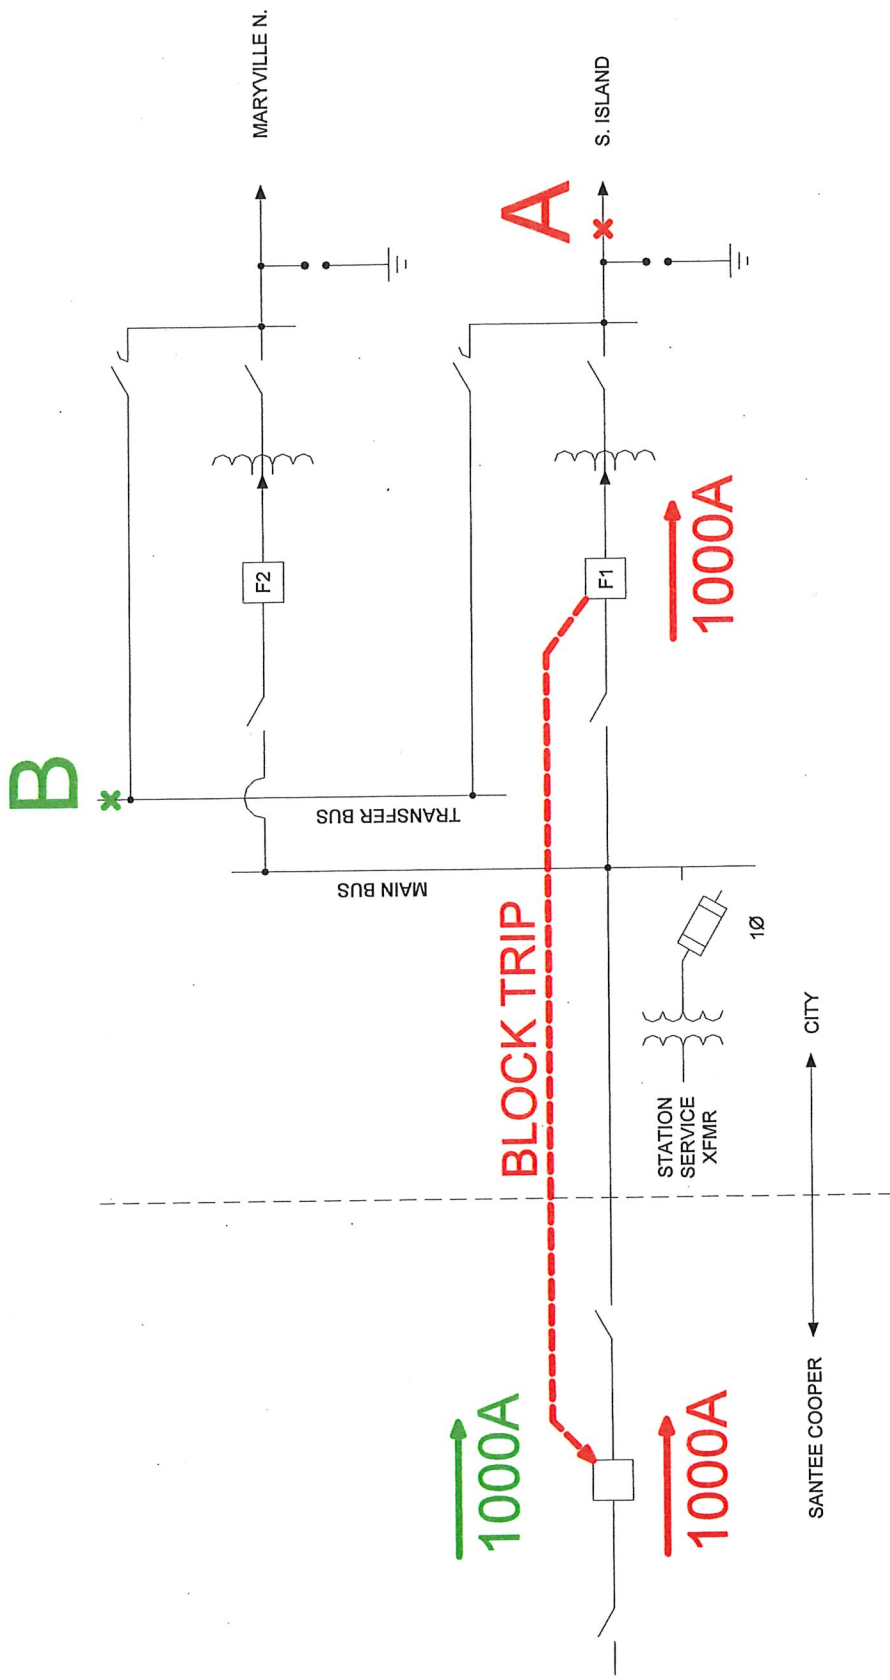 MARYVILLE N.
S. ISLAND
A
B
F2
F1
1000A
TRANSFER BUS
MAIN BUS
BLOCK TRIP
1Ø
STATION
SERVICE
XFMR
CITY
SANTEE COOPER
1000A
1000A